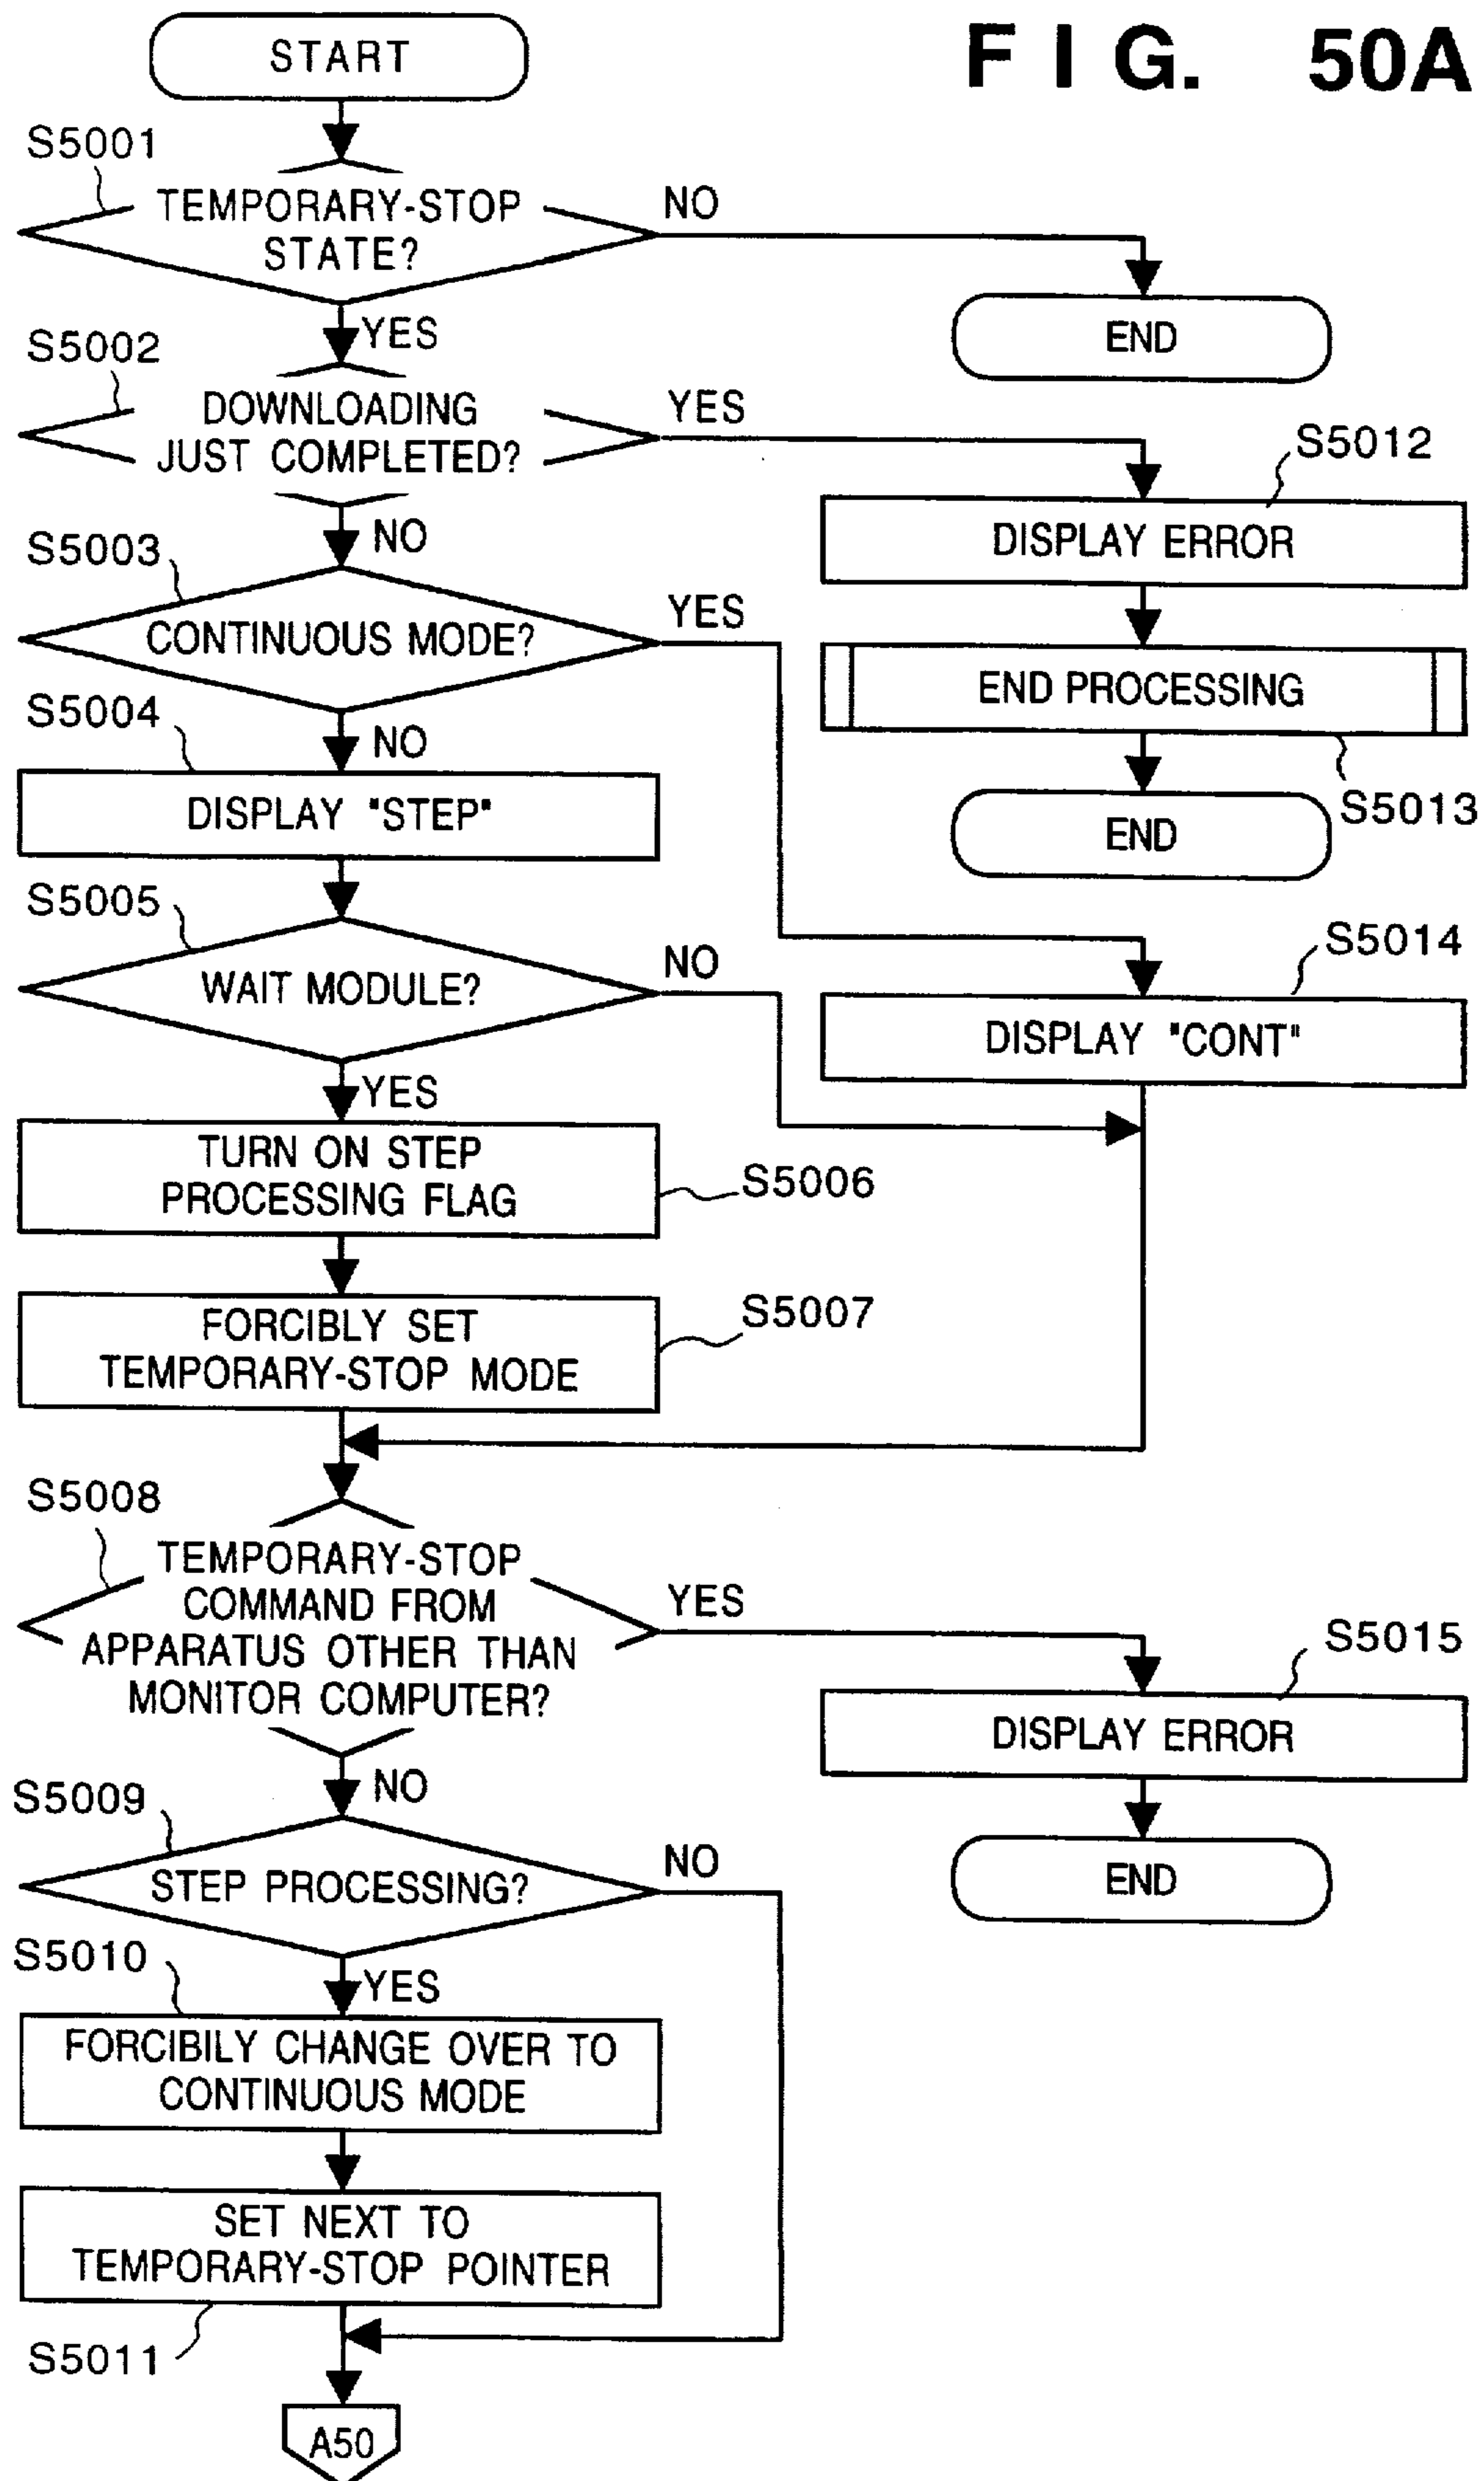 FIG. 50A
START
S5001
TEMPORARY-STOP
STATE?
NO
END
YES
S5002
DOWNLOADING
JUST COMPLETED?
YES
S5012
DISPLAY ERROR
NO
S5003
CONTINUOUS MODE?
YES
END PROCESSING
S5013
END
NO
S5004
DISPLAY "STEP"
S5005
WAIT MODULE?
NO
S5014
DISPLAY "CONT"
YES
TURN ON STEP
PROCESSING FLAG
S5006
FORCIBLY SET
TEMPORARY-STOP MODE
S5007
S5008
TEMPORARY-STOP
COMMAND FROM
APPARATUS OTHER THAN
MONITOR COMPUTER?
YES
S5015
DISPLAY ERROR
END
NO
S5009
STEP PROCESSING?
NO
YES
S5010
FORCIBILY CHANGE OVER TO
CONTINUOUS MODE
SET NEXT TO
TEMPORARY-STOP POINTER
S5011
A50